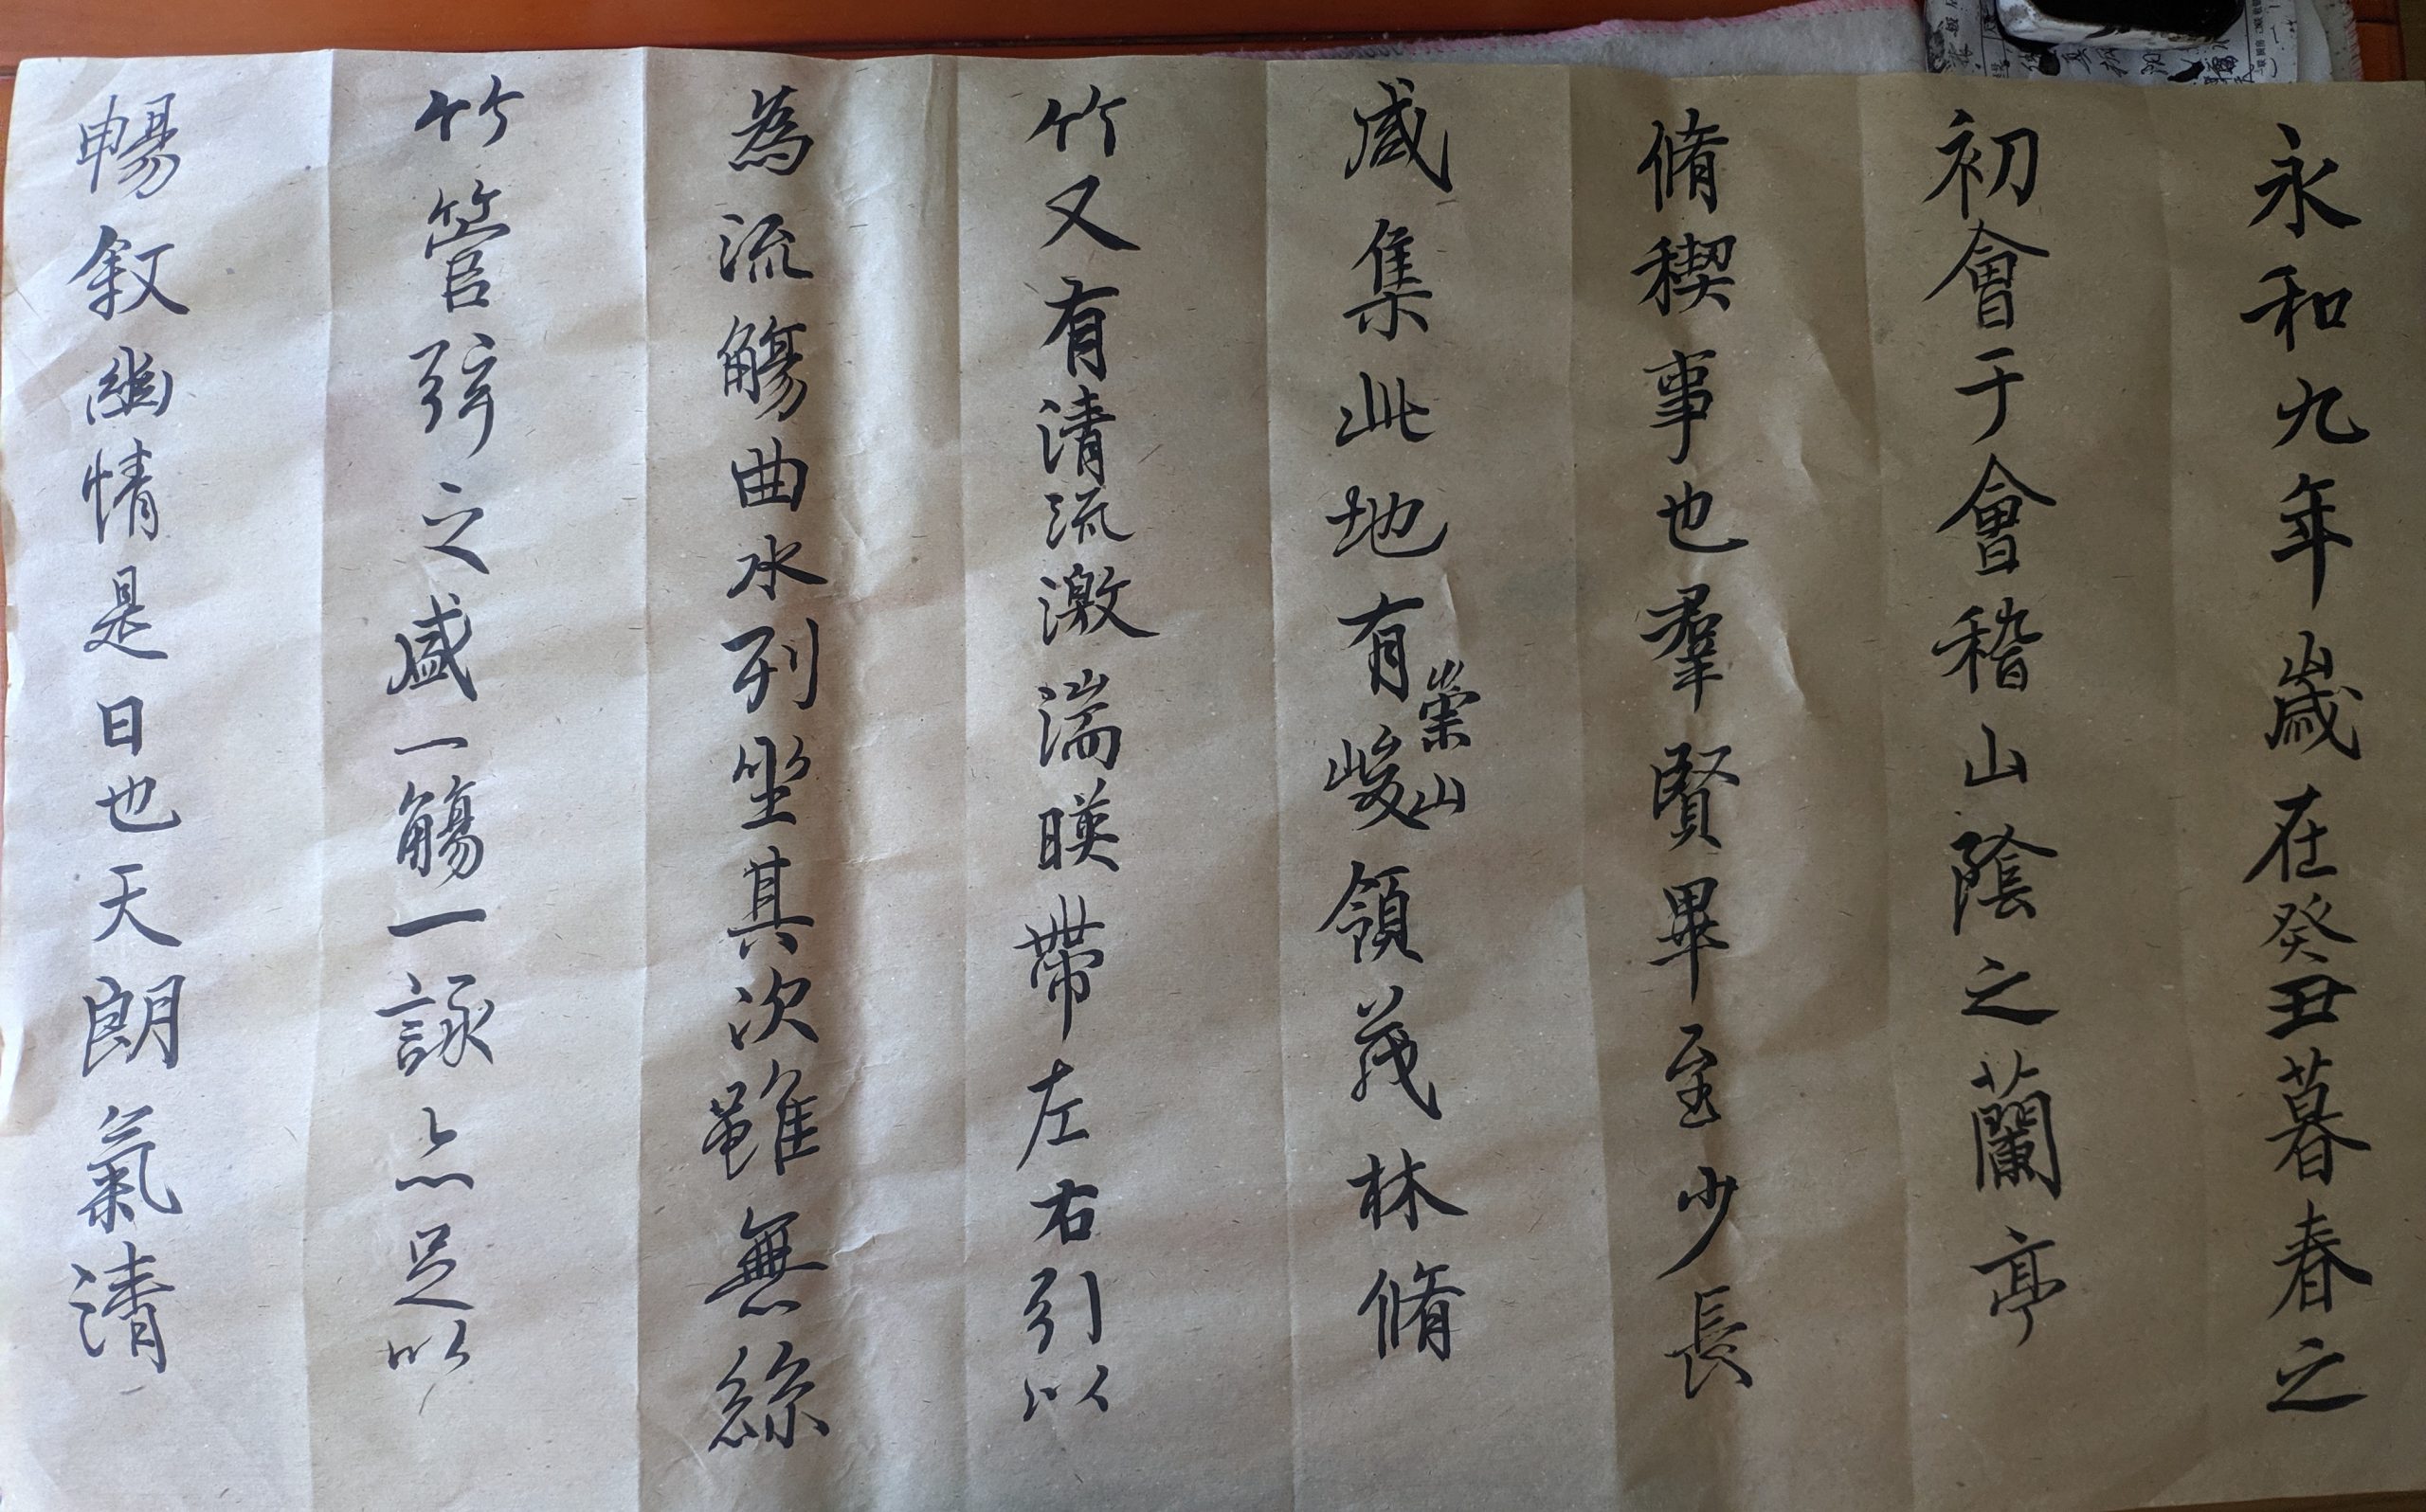 永和九年歲在癸丑暮春之
初會于會稽山陰之蘭亭
脩稧事也羣賢畢至少長
咸集此地有崇山峻領茂林脩
竹又有清流激湍暎帶左右引以
為流觴曲水列坐其次雖無絲
竹管弦之盛一觴一詠亦足以
暢敘幽情是日也天朗氣清